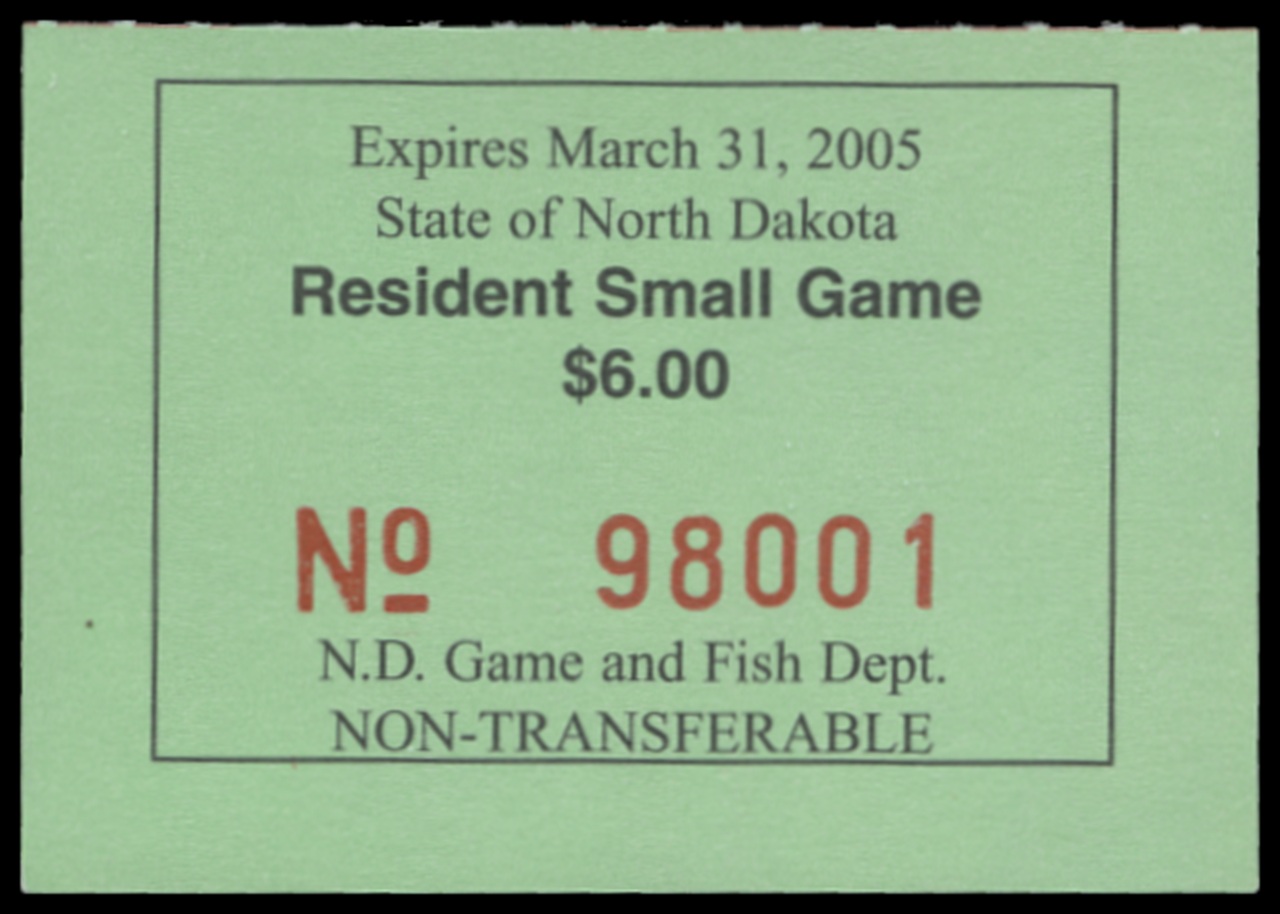 Expires March 31, 2005
State of North Dakota
Resident Small Game
$6.00
Nº 98001
N.D. Game and Fish Dept.
NON-TRANSFERABLE